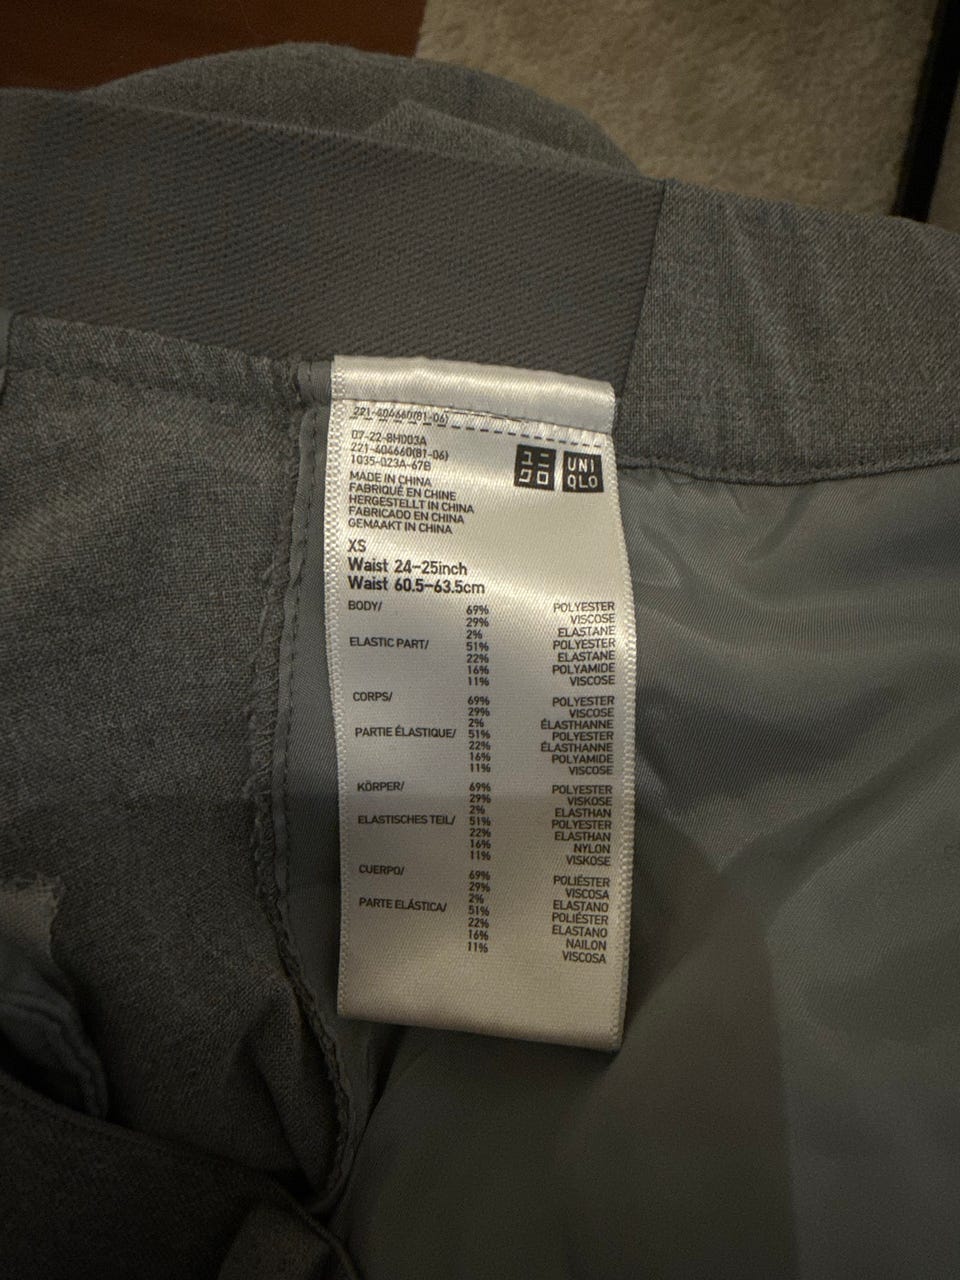 221-404660(81-06)
07-22-8H003A
221-404660(81-06)
1035-023A-67B
ユニ
クロ
UNI
QLO
MADE IN CHINA
FABRIQUÉ EN CHINE
HERGESTELLT IN CHINA
FABRICADO EN CHINA
GEMAAKT IN CHINA
XS
Waist 24-25inch
Waist 60.5-63.5cm
BODY/ 69% POLYESTER
29% VISCOSE
2% ELASTANE
ELASTIC PART/ 51% POLYESTER
22% ELASTANE
16% POLYAMIDE
11% VISCOSE
CORPS/ 69% POLYESTER
29% VISCOSE
2% ÉLASTHANNE
PARTIE ÉLASTIQUE/ 51% POLYESTER
22% ÉLASTHANNE
16% POLYAMIDE
11% VISCOSE
KÖRPER/ 69% POLYESTER
29% VISKOSE
2% ELASTHAN
ELASTISCHES TEIL/ 51% POLYESTER
22% ELASTHAN
16% NYLON
11% VISKOSE
CUERPO/ 69% POLIÉSTER
29% VISCOSA
2% ELASTANO
PARTE ELÁSTICA/ 51% POLIÉSTER
22% ELASTANO
16% NAILON
11% VISCOSA